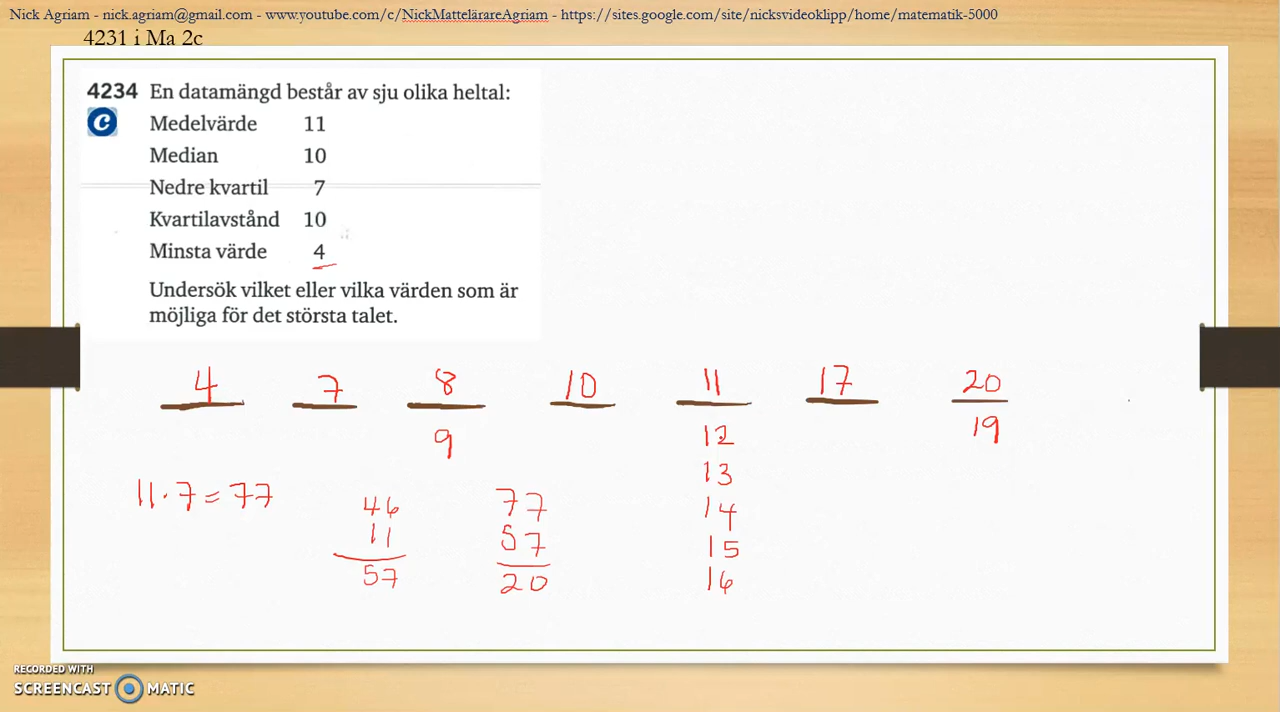 Nick Agriam - nick.agriam@gmail.com - www.youtube.com/c/NickMattelärareAgriam - https://sites.google.com/site/nicksvideoklipp/home/matematik-5000
4231 i Ma 2c
4234 En datamängd består av sju olika heltal:
C
Medelvärde 11
Median 10
Nedre kvartil 7
Kvartilavstånd 10
Minsta värde 4
Undersök vilket eller vilka värden som är
möjliga för det största talet.
4 7 8 10 11 17 20
9 12 19
13
14
15
16
11 · 7 = 77
46
11
57
77
57
20
RECORDED WITH
SCREENCAST MATIC